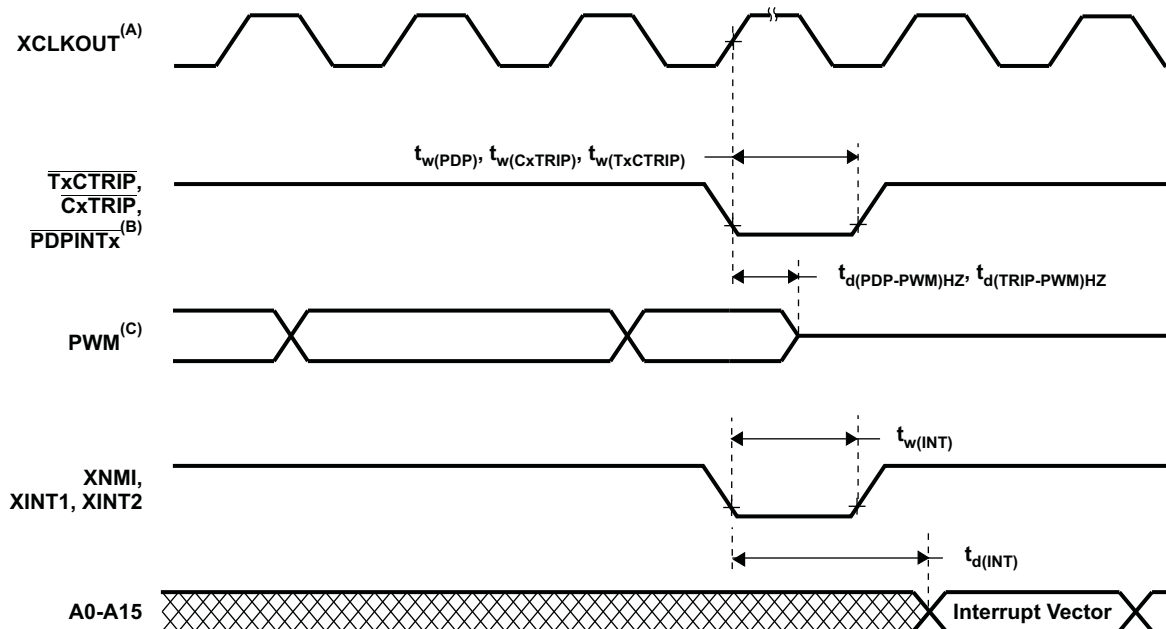 XCLKOUT(A)
tw(PDP), tw(CxTRIP), tw(TxCTRIP)
TxCTRIP,
CxTRIP,
PDPINTx(B)
td(PDP-PWM)HZ, td(TRIP-PWM)HZ
PWM(C)
tw(INT)
XNMI,
XINT1, XINT2
td(INT)
A0-A15
Interrupt Vector